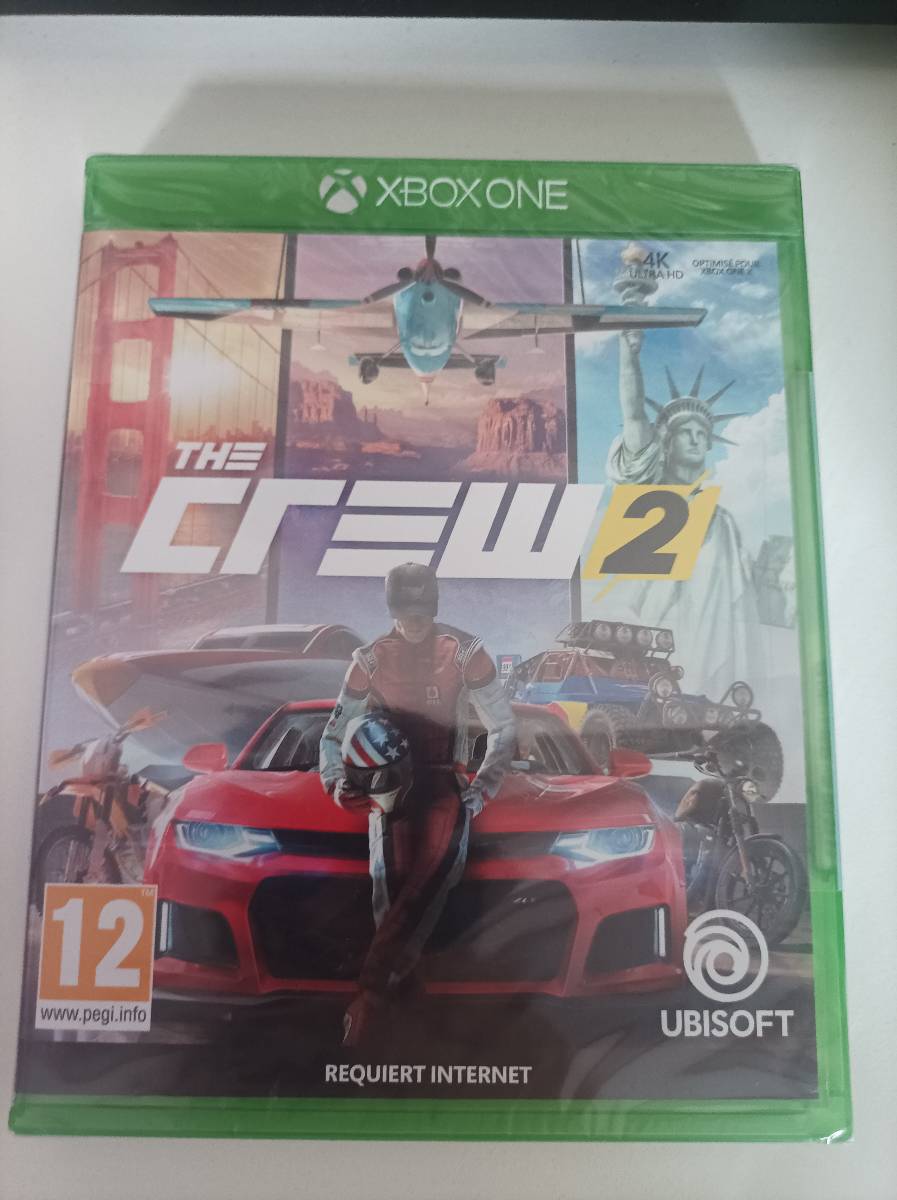 XBOX ONE
4K
ULTRA HD
OPTIMISÉ POUR
XBOX ONE X
THE
CREW 2
12
TM
www.pegi.info
UBISOFT
REQUIERT INTERNET